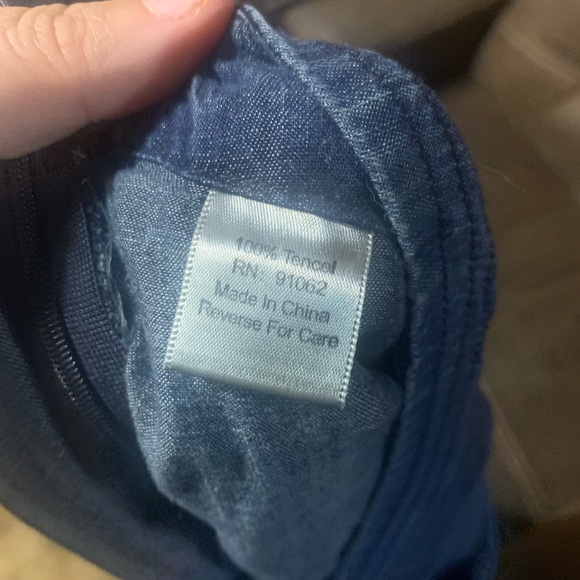 100% Tencel
RN: 91062
Made In China
Reverse For Care